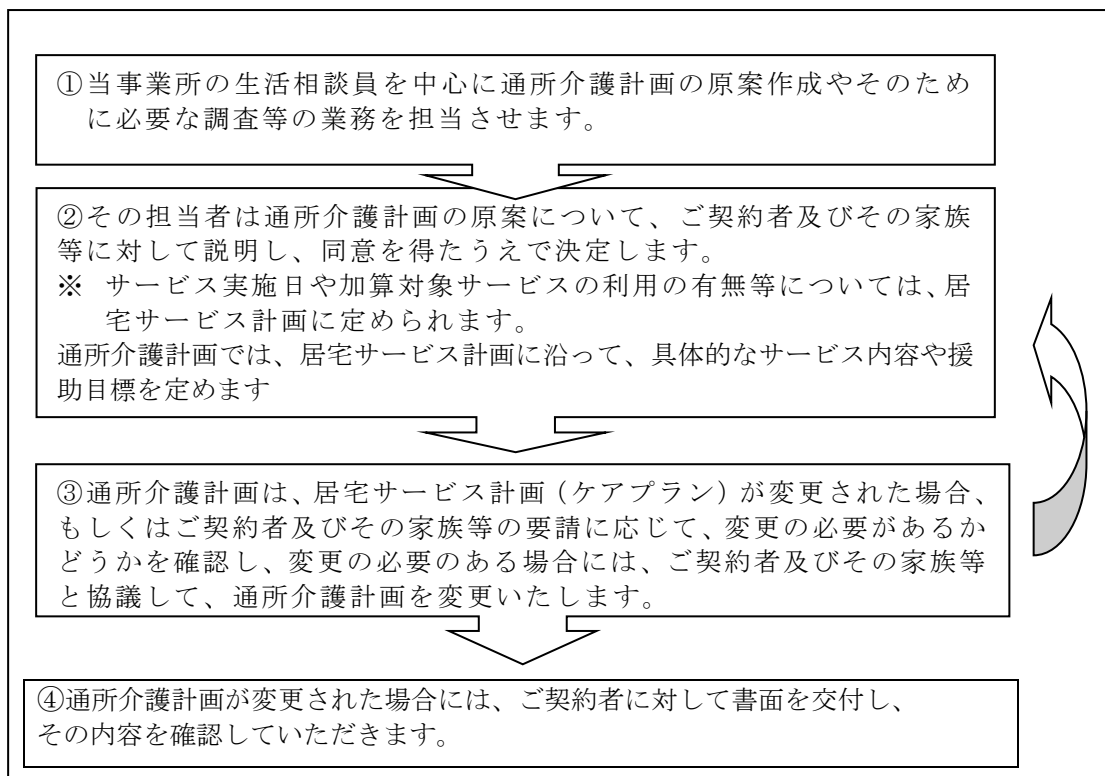 ①当事業所の生活相談員を中心に通所介護計画の原案作成やそのため
に必要な調査等の業務を担当させます。
②その担当者は通所介護計画の原案について、ご契約者及びその家族
等に対して説明し、同意を得たうえで決定します。
※ サービス実施日や加算対象サービスの利用の有無等については、居
宅サービス計画に定められます。
通所介護計画では、居宅サービス計画に沿って、具体的なサービス内容や援
助目標を定めます
③通所介護計画は、居宅サービス計画（ケアプラン）が変更された場合、
もしくはご契約者及びその家族等の要請に応じて、変更の必要があるか
どうかを確認し、変更の必要のある場合には、ご契約者及びその家族等
と協議して、通所介護計画を変更いたします。
④通所介護計画が変更された場合には、ご契約者に対して書面を交付し、
その内容を確認していただきます。